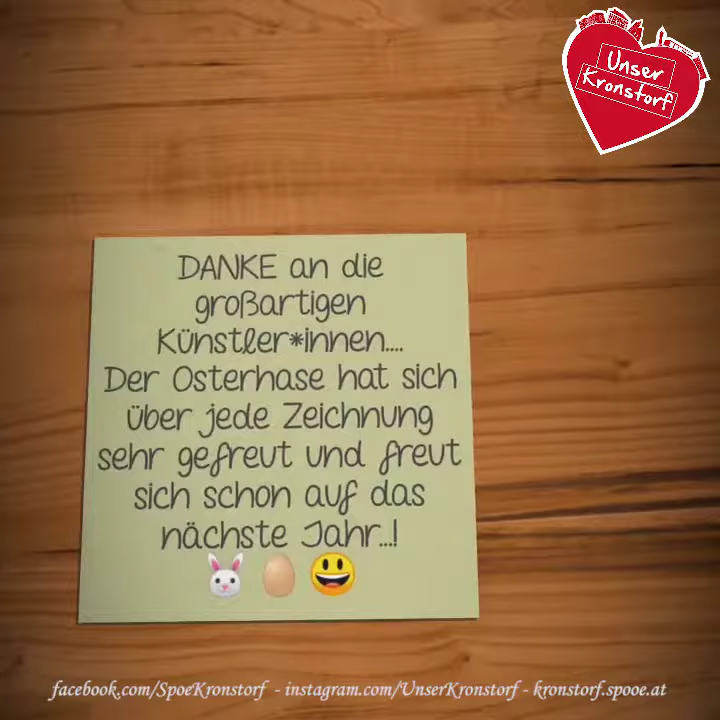 Unser
Kronstorf
DANKE an die
großartigen
Künstler*innen....
Der Osterhase hat sich
über jede Zeichnung
sehr gefreut und freut
sich schon auf das
nächste Jahr...!
facebook.com/SpoeKronstorf - instagram.com/UnserKronstorf - kronstorf.spooe.at